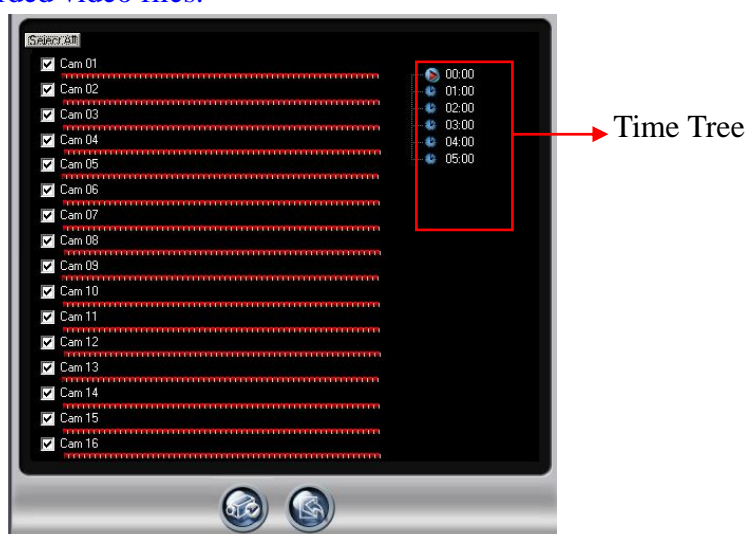 video files.
Select All
Cam 01
00:00
Cam 02
01:00
Cam 03
02:00
03:00
Time Tree
Cam 04
04:00
Cam 05
05:00
Cam 06
Cam 07
Cam 08
Cam 09
Cam 10
Cam 11
Cam 12
Cam 13
Cam 14
Cam 15
Cam 16